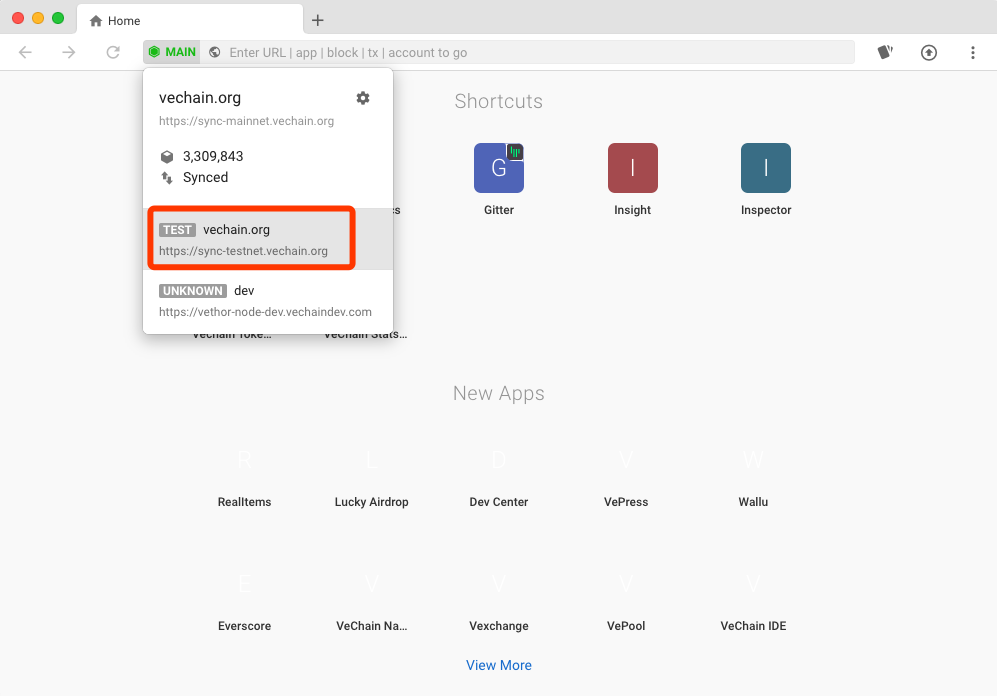 Home
MAIN
Enter URL | app | block | tx | account to go
vechain.org
https://sync-mainnet.vechain.org
3,309,843
Synced
TEST vechain.org
https://sync-testnet.vechain.org
UNKNOWN dev
https://vethor-node-dev.vechaindev.com
Shortcuts
G
I
I
Gitter
Insight
Inspector
Vechain Toke...
VeChain Stats...
New Apps
R
L
D
V
W
RealItems
Lucky Airdrop
Dev Center
VePress
Wallu
E
V
V
V
V
Everscore
VeChain Na...
Vexchange
VePool
VeChain IDE
View More